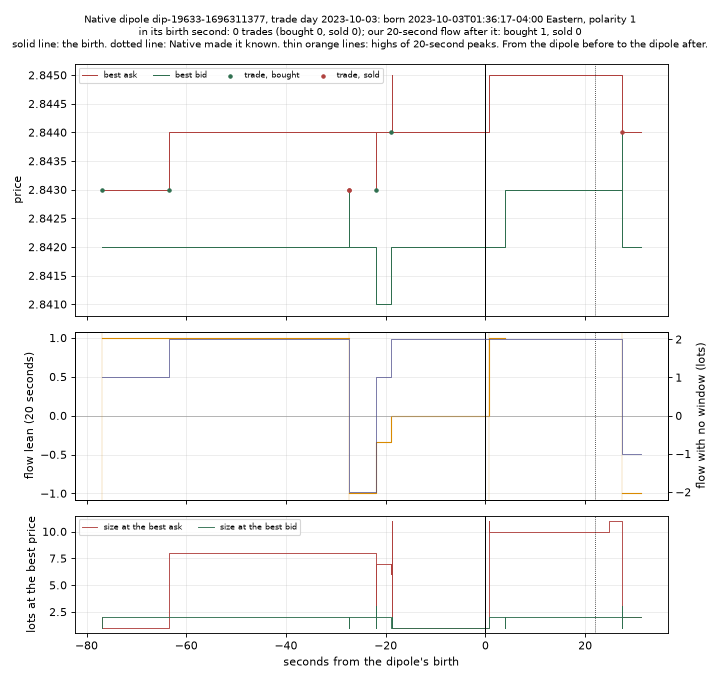 Native dipole dip-19633-1696311377, trade day 2023-10-03: born 2023-10-03T01:36:17-04:00 Eastern, polarity 1
in its birth second: 0 trades (bought 0, sold 0); our 20-second flow after it: bought 1, sold 0
solid line: the birth. dotted line: Native made it known. thin orange lines: highs of 20-second peaks. From the dipole before to the dipole after.
best ask best bid trade, bought trade, sold
2.8450
2.8445
2.8440
2.8435
2.8430
2.8425
2.8420
2.8415
2.8410
price
1.0
0.5
0.0
−0.5
−1.0
flow lean (20 seconds)
2
1
0
−1
−2
flow with no window (lots)
size at the best ask size at the best bid
10.0
7.5
5.0
2.5
lots at the best price
−80 −60 −40 −20 0 20
seconds from the dipole's birth